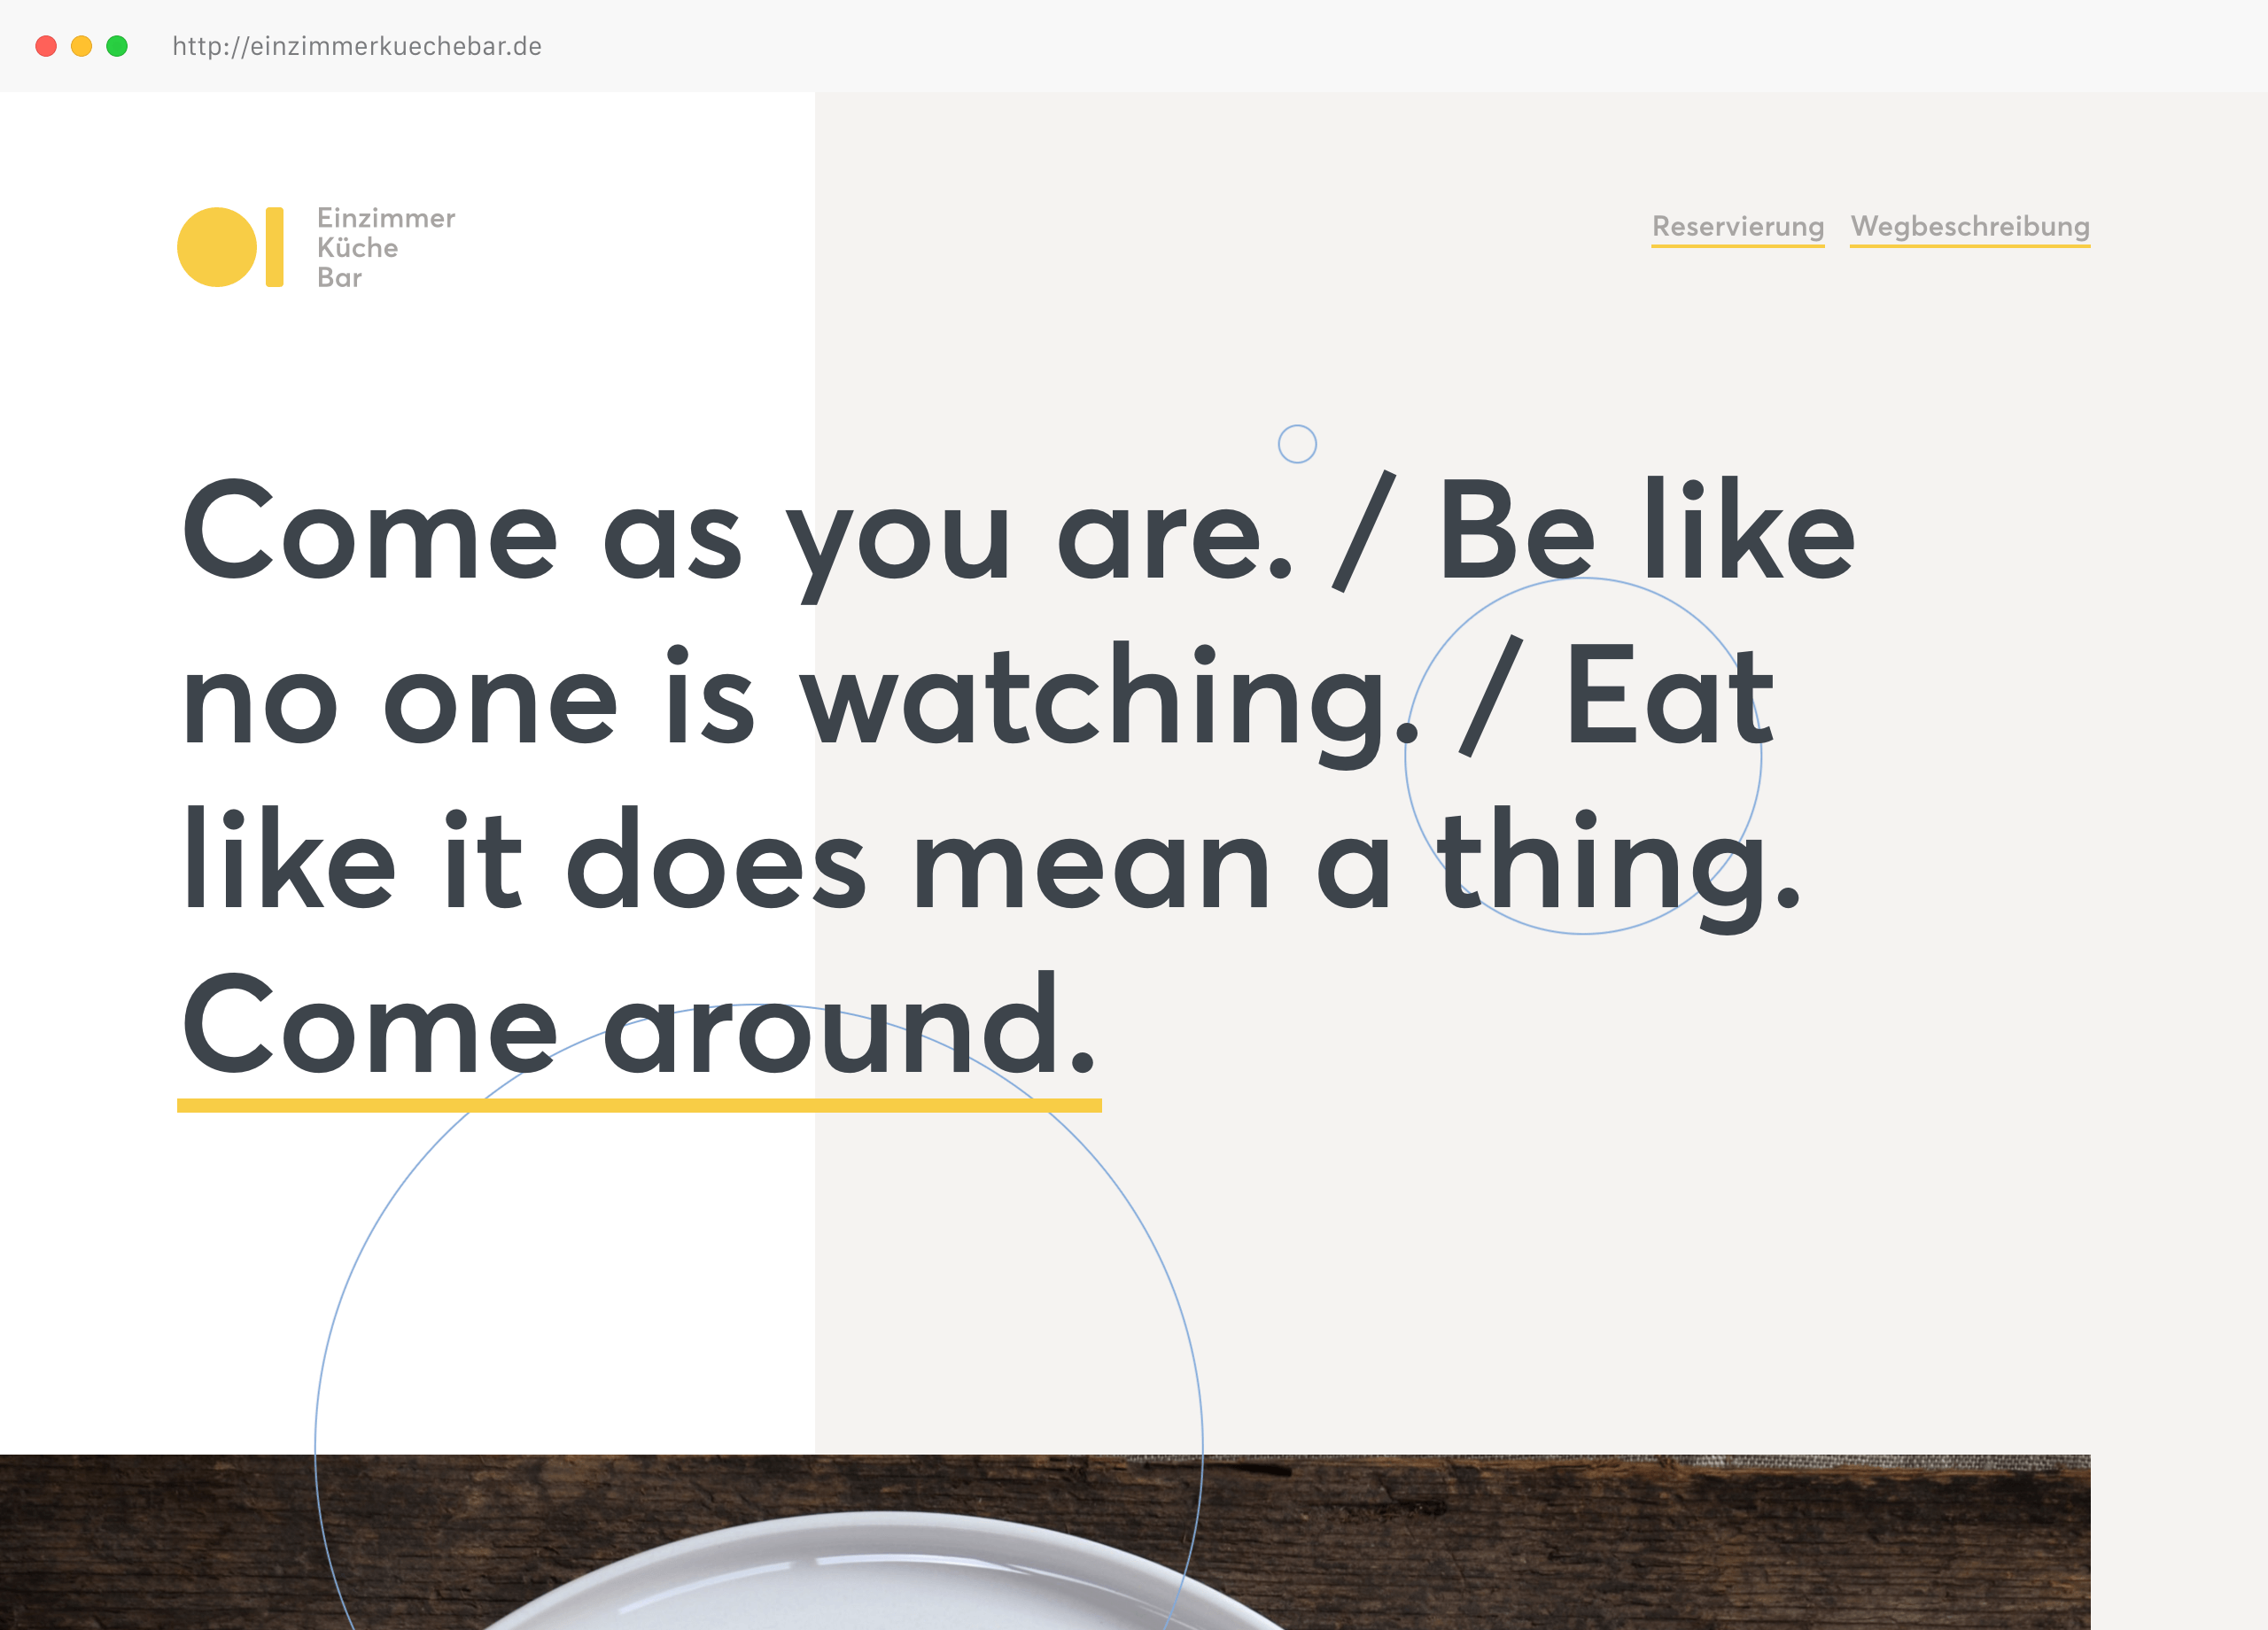 http://einzimmerkuechebar.de
Einzimmer
Küche
Bar
Reservierung Wegbeschreibung
Come as you are. / Be like
no one is watching. / Eat
like it does mean a thing.
Come around.